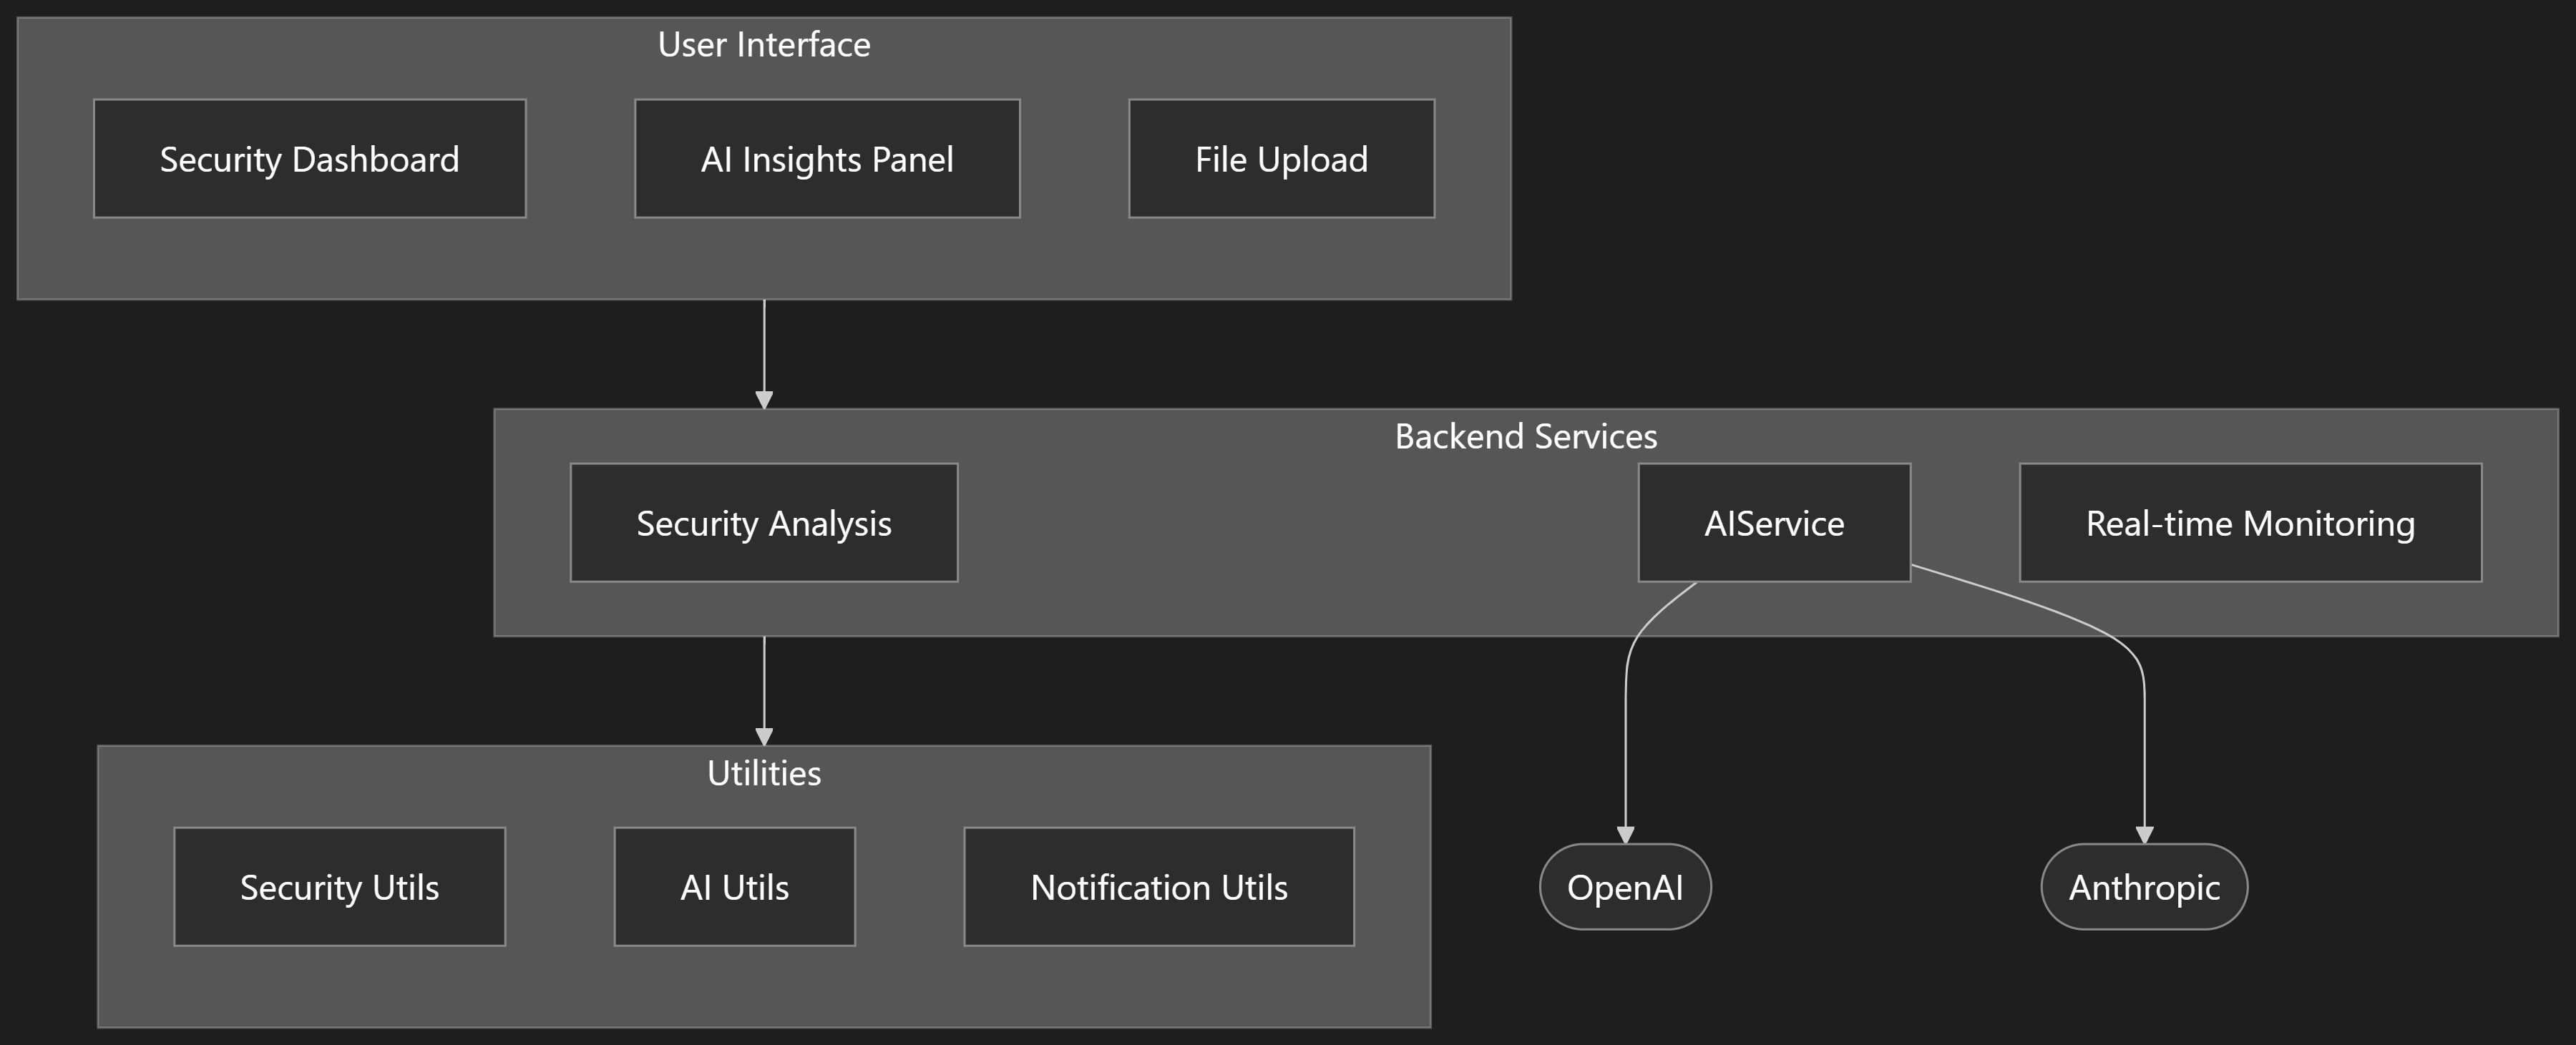 User Interface
Security Dashboard
AI Insights Panel
File Upload
Backend Services
Security Analysis
AIService
Real-time Monitoring
Utilities
Security Utils
AI Utils
Notification Utils
OpenAI
Anthropic